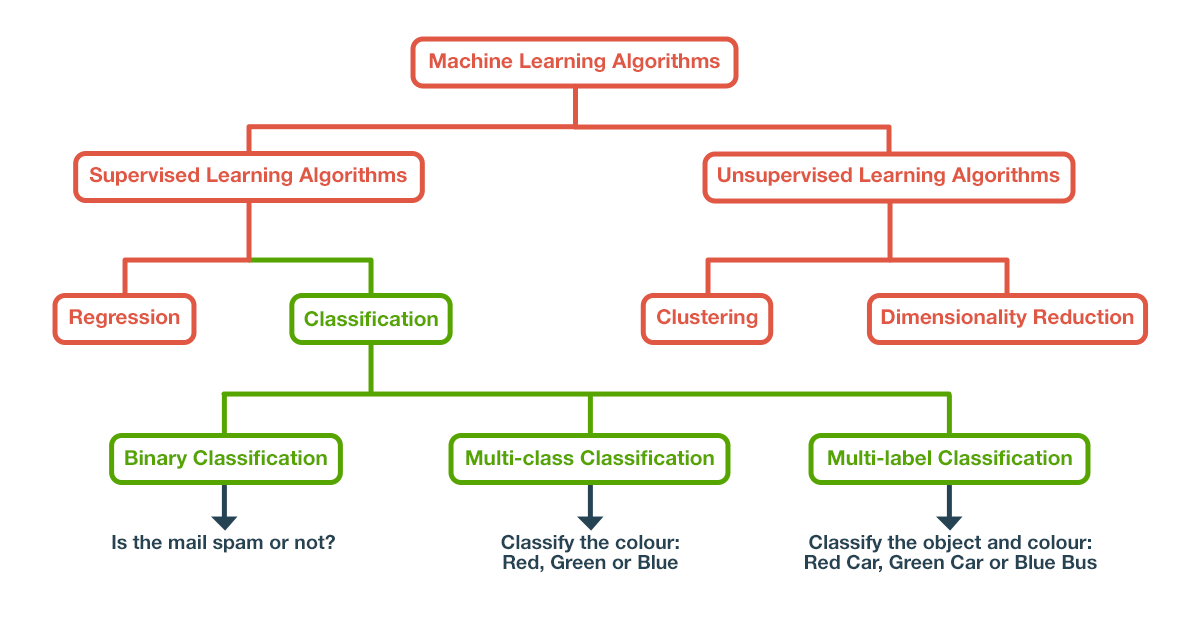 Machine Learning Algorithms
Supervised Learning Algorithms
Unsupervised Learning Algorithms
Regression
Classification
Clustering
Dimensionality Reduction
Binary Classification
Multi-class Classification
Multi-label Classification
Is the mail spam or not?
Classify the colour:
Red, Green or Blue
Classify the object and colour:
Red Car, Green Car or Blue Bus